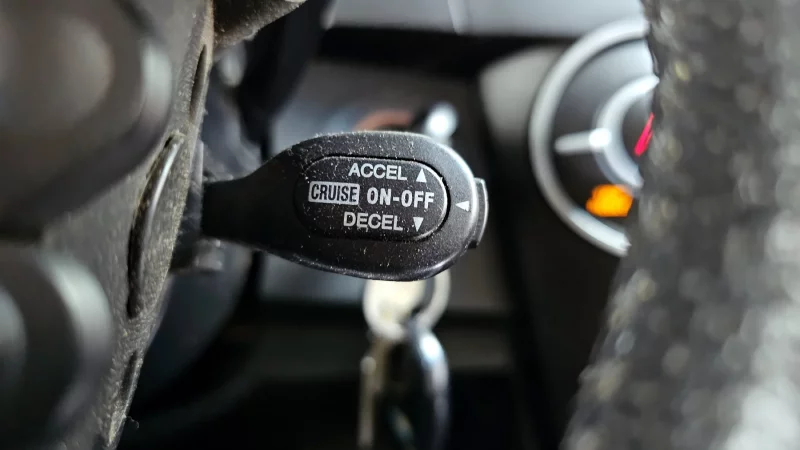 ACCEL ▲
CRUISE ON-OFF ◀
DECEL ▼